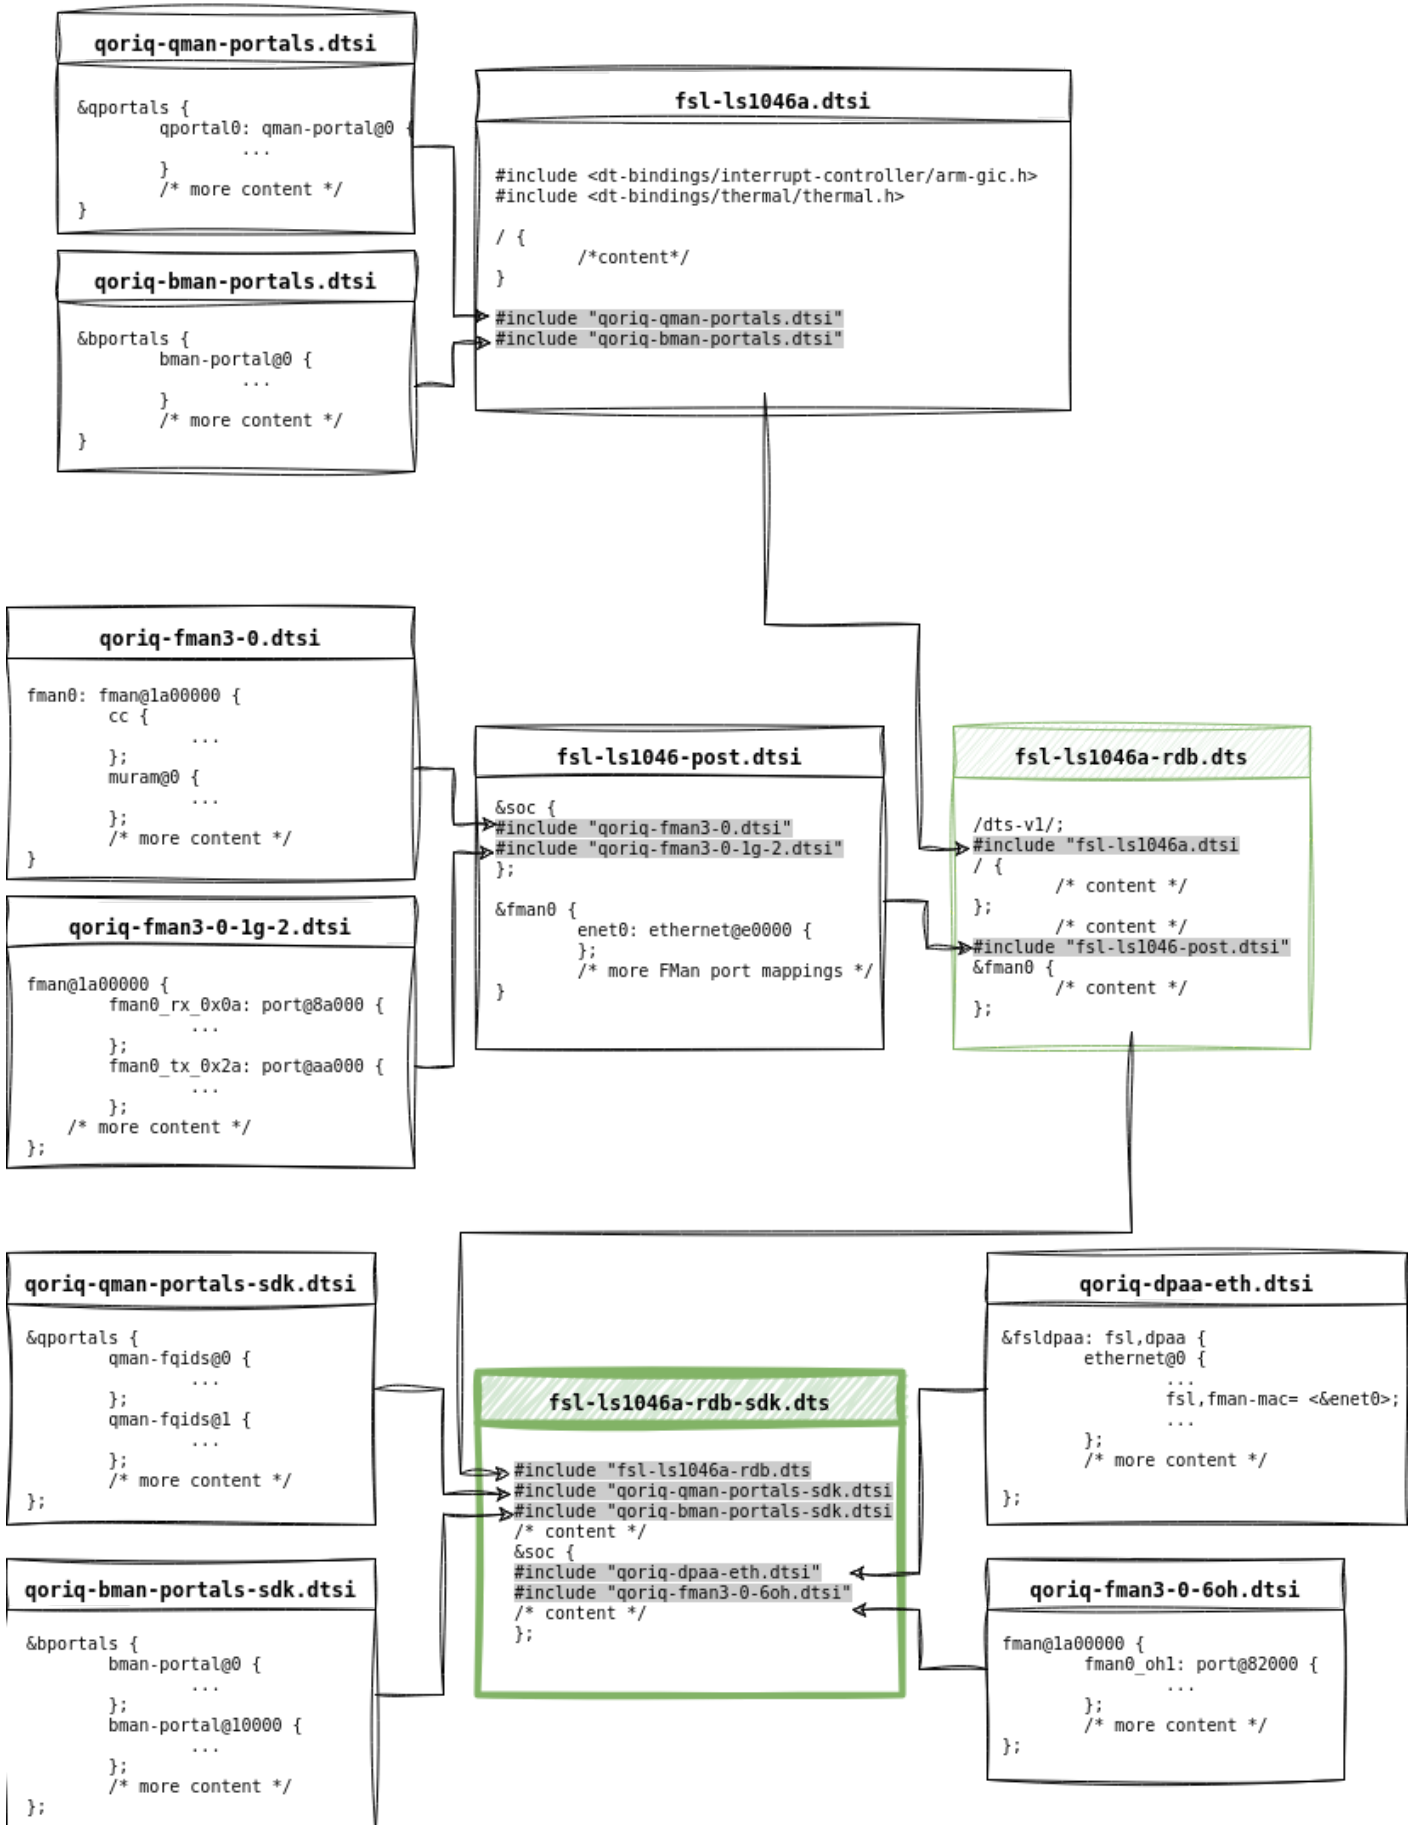 qoriq-qman-portals.dtsi
&qportals {
qportal0: qman-portal@0 {
...
}
/* more content */
}
qoriq-bman-portals.dtsi
&bportals {
bman-portal@0 {
...
}
/* more content */
}
fsl-ls1046a.dtsi
#include <dt-bindings/interrupt-controller/arm-gic.h>
#include <dt-bindings/thermal/thermal.h>
/ {
/*content*/
}
#include "qoriq-qman-portals.dtsi"
#include "qoriq-bman-portals.dtsi"
qoriq-fman3-0.dtsi
fman0: fman@1a00000 {
cc {
...
};
muram@0 {
...
};
/* more content */
}
qoriq-fman3-0-1g-2.dtsi
fman@1a00000 {
fman0_rx_0x0a: port@8a000 {
...
};
fman0_tx_0x2a: port@aa000 {
...
};
/* more content */
};
fsl-ls1046-post.dtsi
&soc {
#include "qoriq-fman3-0.dtsi"
#include "qoriq-fman3-0-1g-2.dtsi"
};
&fman0 {
enet0: ethernet@e0000 {
};
/* more FMan port mappings */
}
fsl-ls1046a-rdb.dts
/dts-v1/;
#include "fsl-ls1046a.dtsi
/ {
/* content */
};
/* content */
#include "fsl-ls1046-post.dtsi"
&fman0 {
/* content */
};
qoriq-qman-portals-sdk.dtsi
&qportals {
qman-fqids@0 {
...
};
qman-fqids@1 {
...
};
/* more content */
};
qoriq-bman-portals-sdk.dtsi
&bportals {
bman-portal@0 {
...
};
bman-portal@10000 {
...
};
/* more content */
};
fsl-ls1046a-rdb-sdk.dts
#include "fsl-ls1046a-rdb.dts
#include "qoriq-qman-portals-sdk.dtsi
#include "qoriq-bman-portals-sdk.dtsi
/* content */
&soc {
#include "qoriq-dpaa-eth.dtsi"
#include "qoriq-fman3-0-6oh.dtsi"
/* content */
};
qoriq-dpaa-eth.dtsi
&fsldpaa: fsl,dpaa {
ethernet@0 {
...
fsl,fman-mac= <&enet0>;
...
};
/* more content */
};
qoriq-fman3-0-6oh.dtsi
fman@1a00000 {
fman0_oh1: port@82000 {
...
};
/* more content */
};